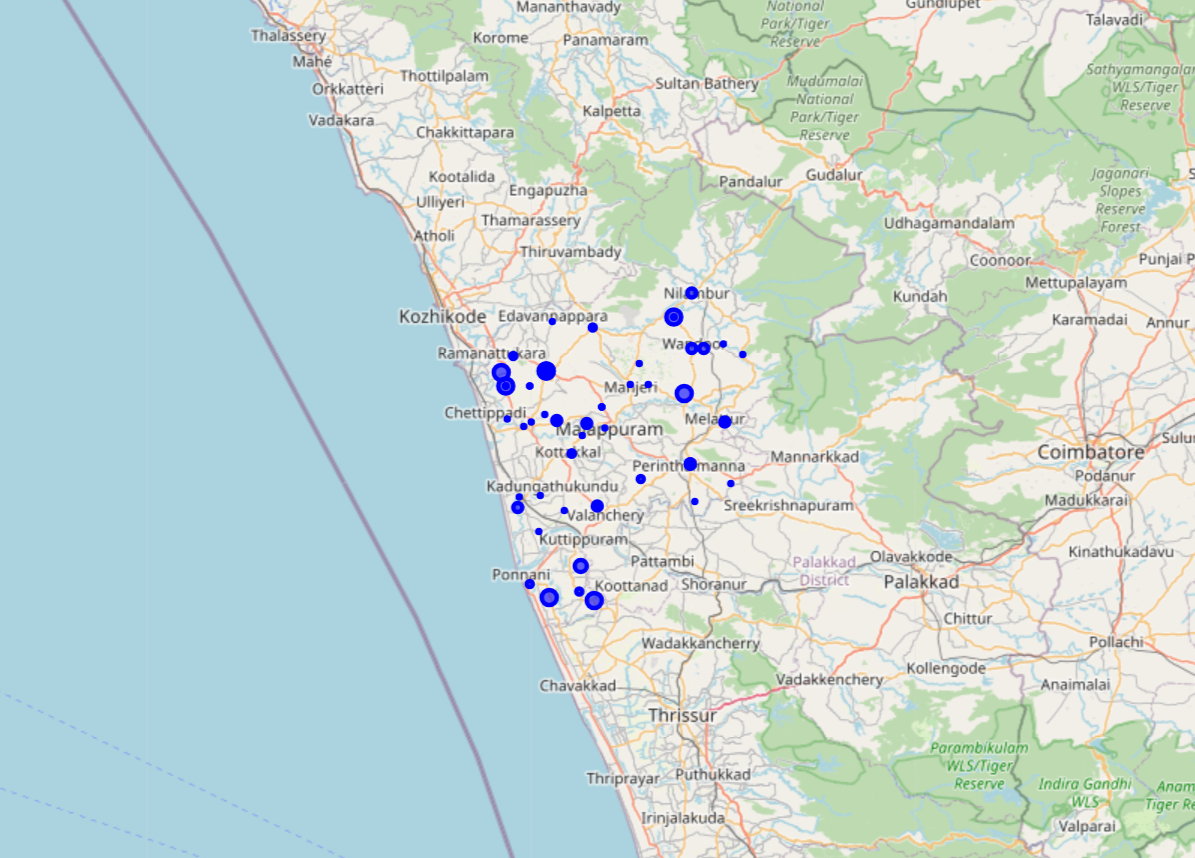 Mananthavady
National
Park/Tiger
Reserve
Gundlupet
Talavadi
Thalassery
Korome
Panamaram
Mahé
Orkkatteri
Thottilpalam
Sultan Bathery
Mudumalai
National
Park/Tiger
Reserve
Sathyamangalam
WLS/Tiger
Reserve
Vadakara
Kalpetta
Chakkittapara
Kootalida
Engapuzha
Pandalur
Gudalur
Jaganari
Slopes
Reserve
Forest
Ulliyeri
Thamarassery
Atholi
Udhagamandalam
Thiruvambady
Coonoor
Punjai P
Mettupalayam
Kundah
Kozhikode
Edavannappara
Nilambur
Karamadai
Annur
Ramanattukara
Wandoor
Manjeri
Chettippadi
Malappuram
Melattur
Sulur
Kottakkal
Perinthalmanna
Mannarkkad
Coimbatore
Podanur
Kadungathukundu
Sreekrishnapuram
Madukkarai
Valanchery
Kuttippuram
Kinathukadavu
Pattambi
Palakkad
District
Olavakkode
Ponnani
Koottanad
Shoranur
Palakkad
Chittur
Wadakkancherry
Pollachi
Kollengode
Chavakkad
Vadakkenchery
Anaimalai
Thrissur
Parambikulam
WLS/Tiger
Reserve
Thriprayar
Puthukkad
Indira Gandhi
WLS
Anam
Tiger Re
Irinjalakuda
Valparai